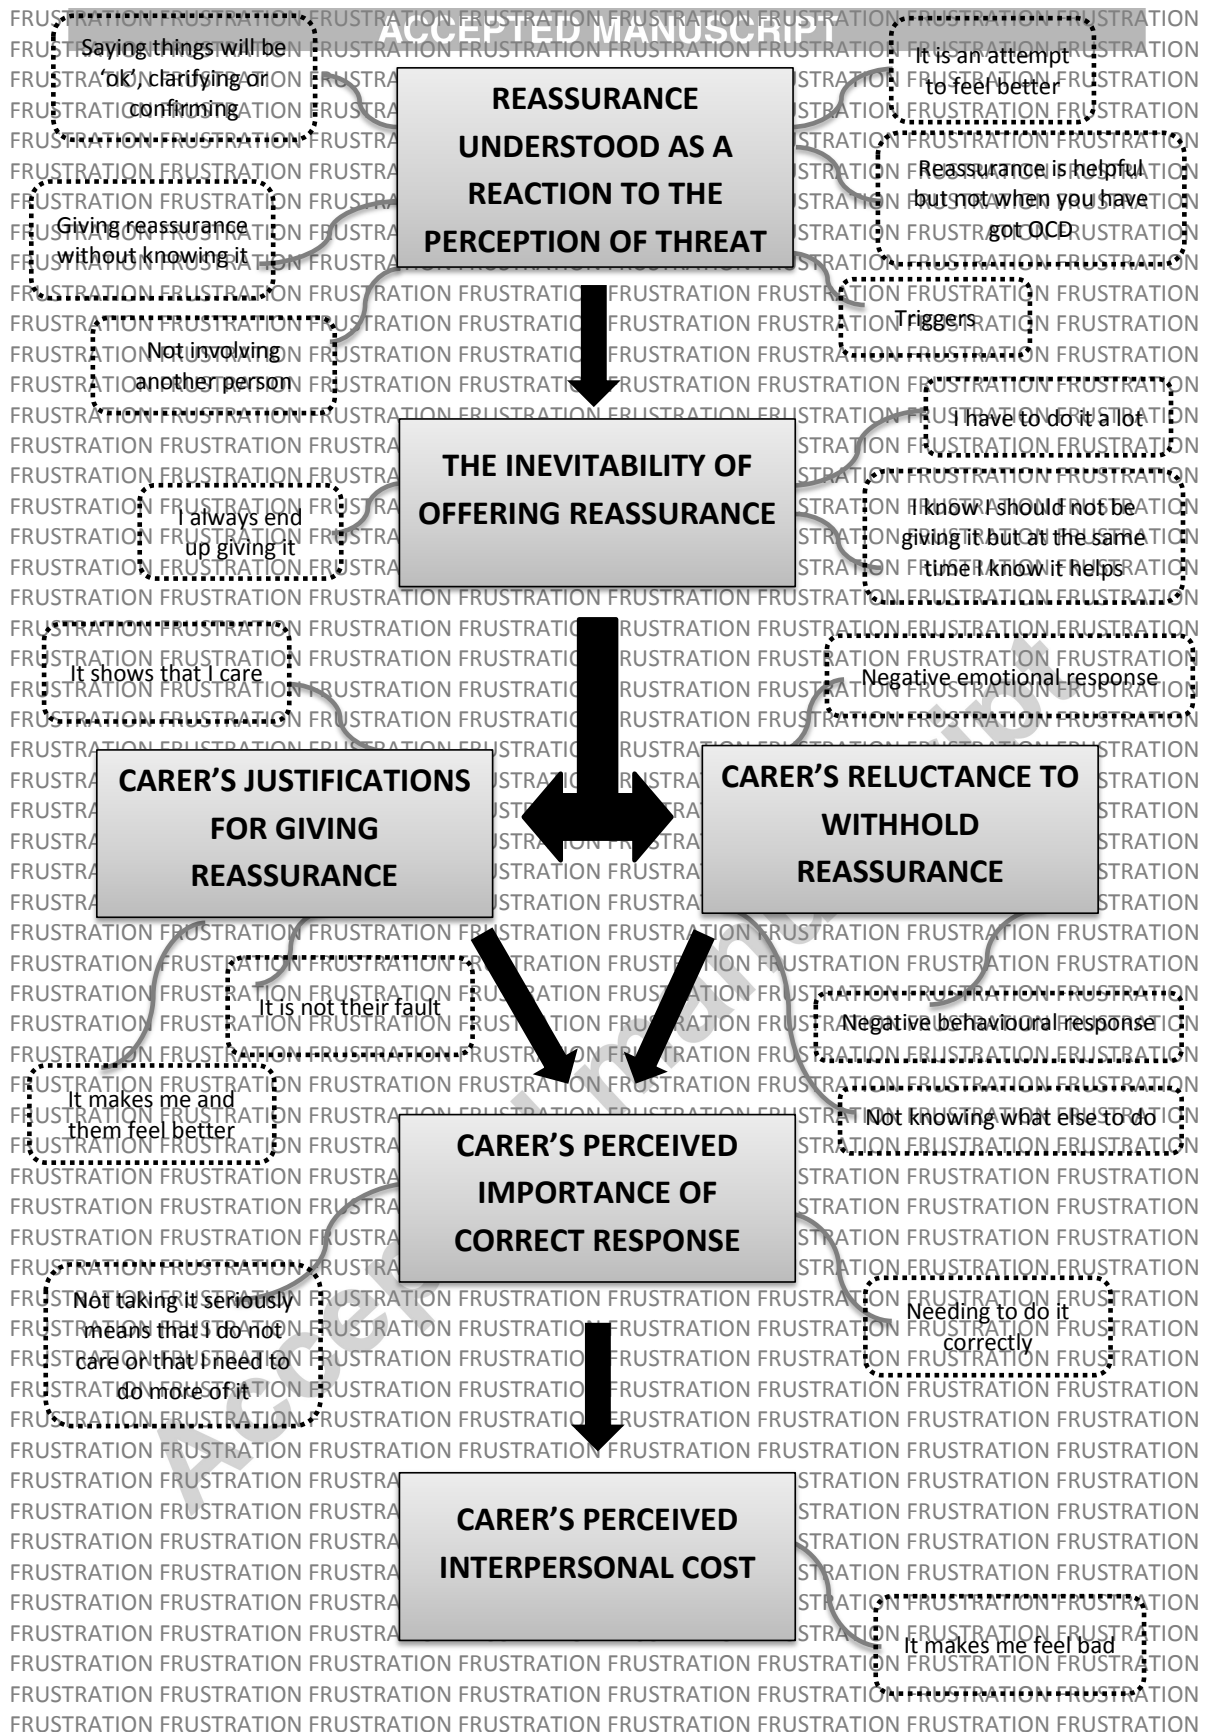 ACCEPTED MANUSCRIPT
FRUSTRATION FRUSTRATION FRUSTRATION FRUSTRATION FRUSTRATION FRUSTRATION FRUSTRATION FRUSTRATION
Saying things will be
‘ok’, clarifying or
confirming
REASSURANCE
UNDERSTOOD AS A
REACTION TO THE
PERCEPTION OF THREAT
It is an attempt
to feel better
Reassurance is helpful
but not when you have
got OCD
Giving reassurance
without knowing it
Triggers
Not involving
another person
THE INEVITABILITY OF
OFFERING REASSURANCE
I have to do it a lot
I always end
up giving it
I know I should not be
giving it but at the same
time I know it helps
It shows that I care
Negative emotional response
CARER’S JUSTIFICATIONS
FOR GIVING
REASSURANCE
CARER’S RELUCTANCE TO
WITHHOLD
REASSURANCE
It is not their fault
Negative behavioural response
It makes me and
them feel better
Not knowing what else to do
CARER’S PERCEIVED
IMPORTANCE OF
CORRECT RESPONSE
Not taking it seriously
means that I do not
care or that I need to
do more of it
Needing to do it
correctly
CARER’S PERCEIVED
INTERPERSONAL COST
It makes me feel bad
Accepted manuscript